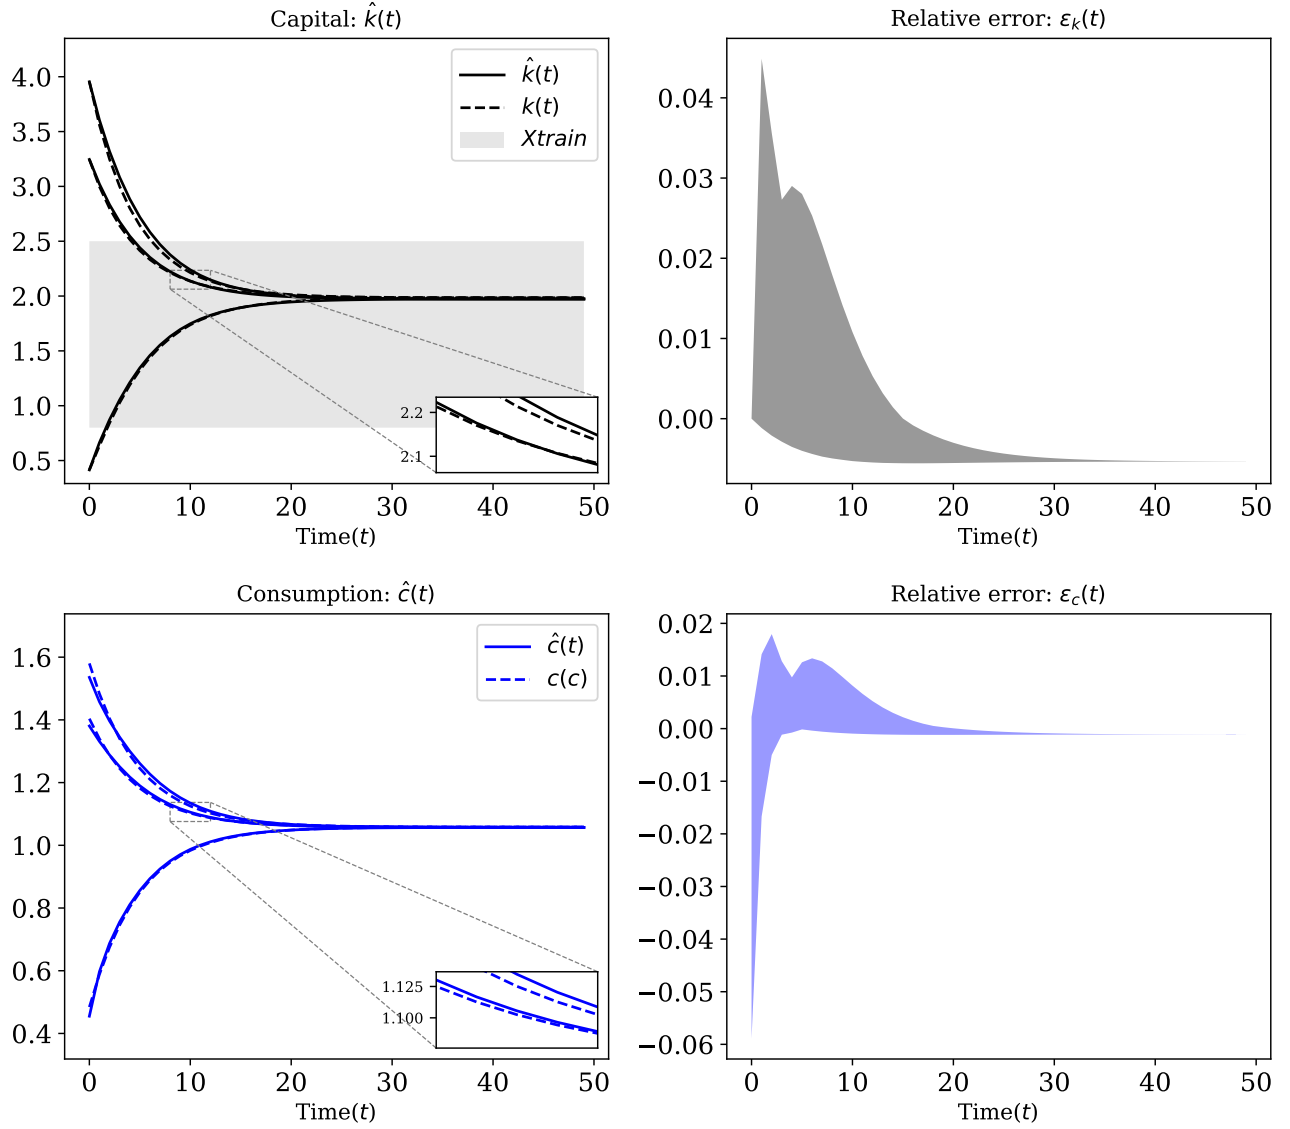 Capital: k̂(t)
4.0
3.5
3.0
2.5
2.0
1.5
1.0
0.5
k̂(t)
k(t)
Xtrain
2.2
2.1
0 10 20 30 40 50
Time(t)
Relative error: ε_k(t)
0.04
0.03
0.02
0.01
0.00
0 10 20 30 40 50
Time(t)
Consumption: ĉ(t)
1.6
1.4
1.2
1.0
0.8
0.6
0.4
ĉ(t)
c(c)
1.125
1.100
0 10 20 30 40 50
Time(t)
Relative error: ε_c(t)
0.02
0.01
0.00
−0.01
−0.02
−0.03
−0.04
−0.05
−0.06
0 10 20 30 40 50
Time(t)